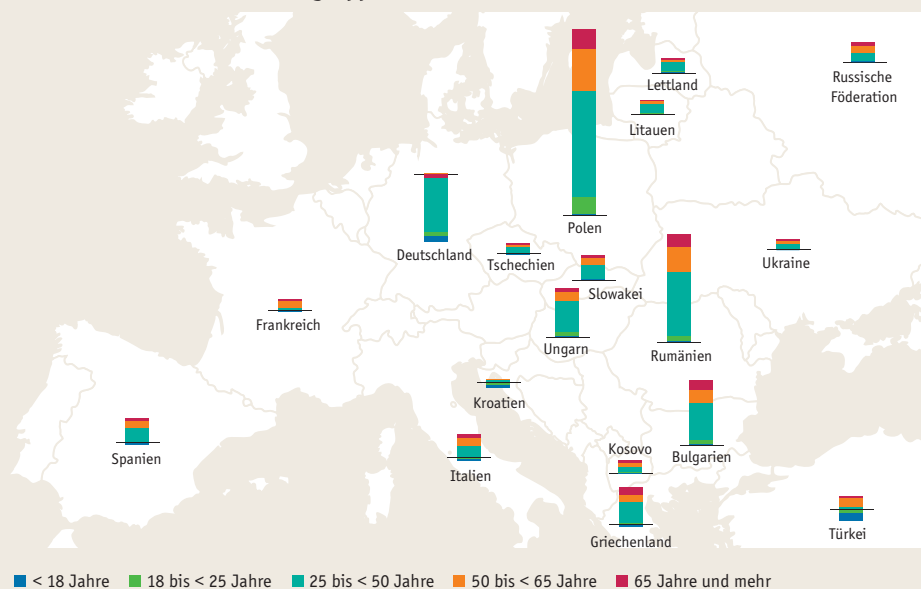 Lettland
Russische
Föderation
Litauen
Polen
Deutschland
Tschechien
Ukraine
Slowakei
Frankreich
Ungarn
Rumänien
Kroatien
Spanien
Italien
Kosovo
Bulgarien
Griechenland
Türkei
< 18 Jahre
18 bis < 25 Jahre
25 bis < 50 Jahre
50 bis < 65 Jahre
65 Jahre und mehr